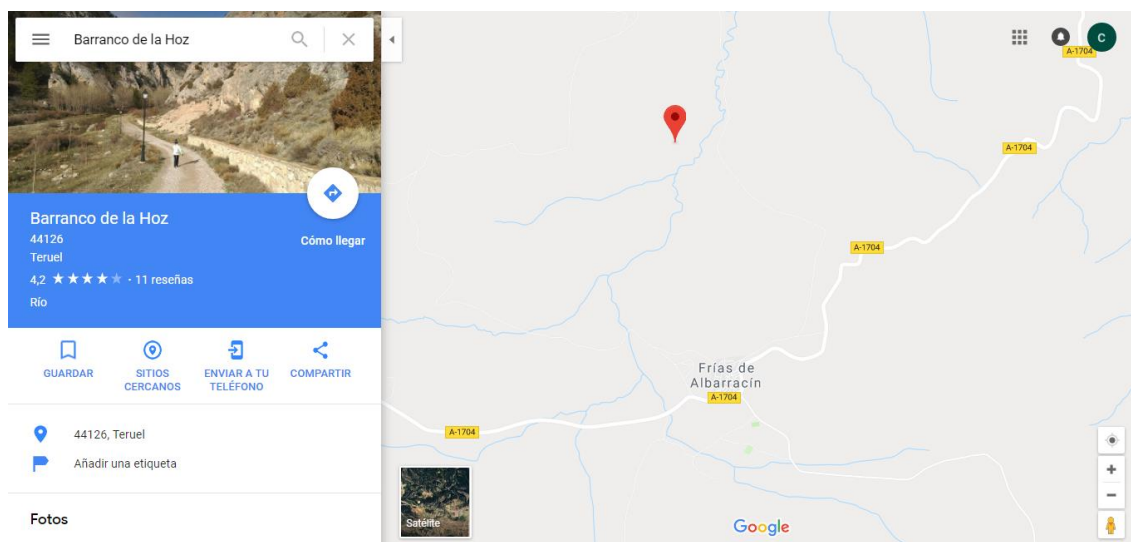 Barranco de la Hoz
Barranco de la Hoz
44126
Teruel
Cómo llegar
4,2 ★★★★★ · 11 reseñas
Río
GUARDAR
SITIOS
CERCANOS
ENVIAR A TU
TELÉFONO
COMPARTIR
44126, Teruel
Añadir una etiqueta
Fotos
C
A-1704
A-1704
A-1704
Frías de
Albarracín
A-1704
A-1704
Satélite
Google